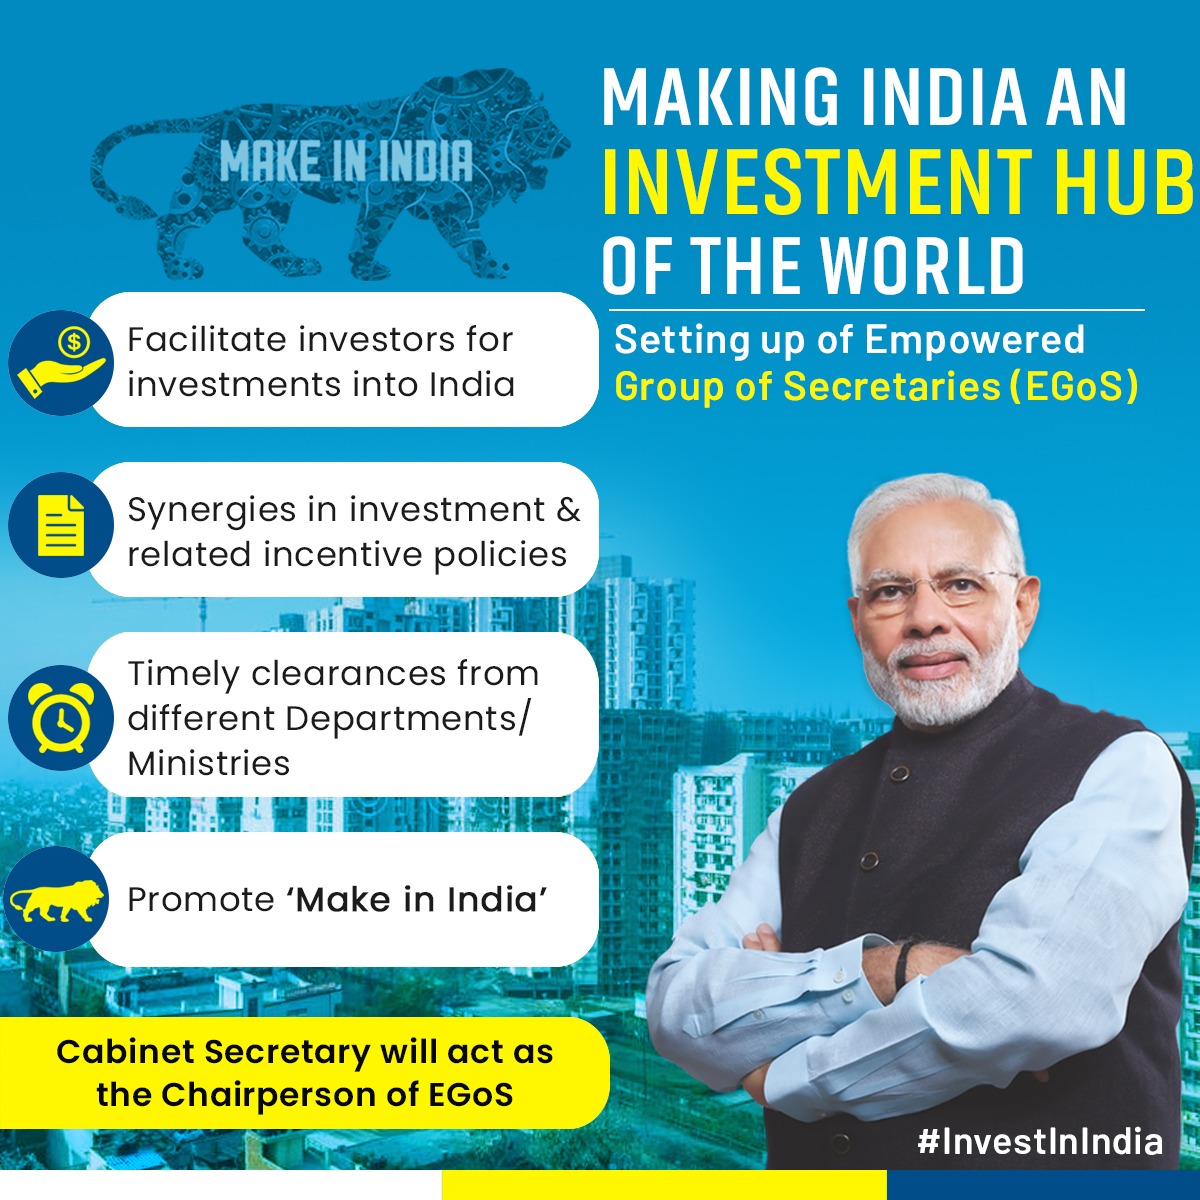 MAKE IN INDIA
MAKING INDIA AN
INVESTMENT HUB
OF THE WORLD
Setting up of Empowered
Group of Secretaries (EGoS)
$
Facilitate investors for
investments into India
Synergies in investment &
related incentive policies
Timely clearances from
different Departments/
Ministries
Promote ‘Make in India’
Cabinet Secretary will act as
the Chairperson of EGoS
#InvestInIndia